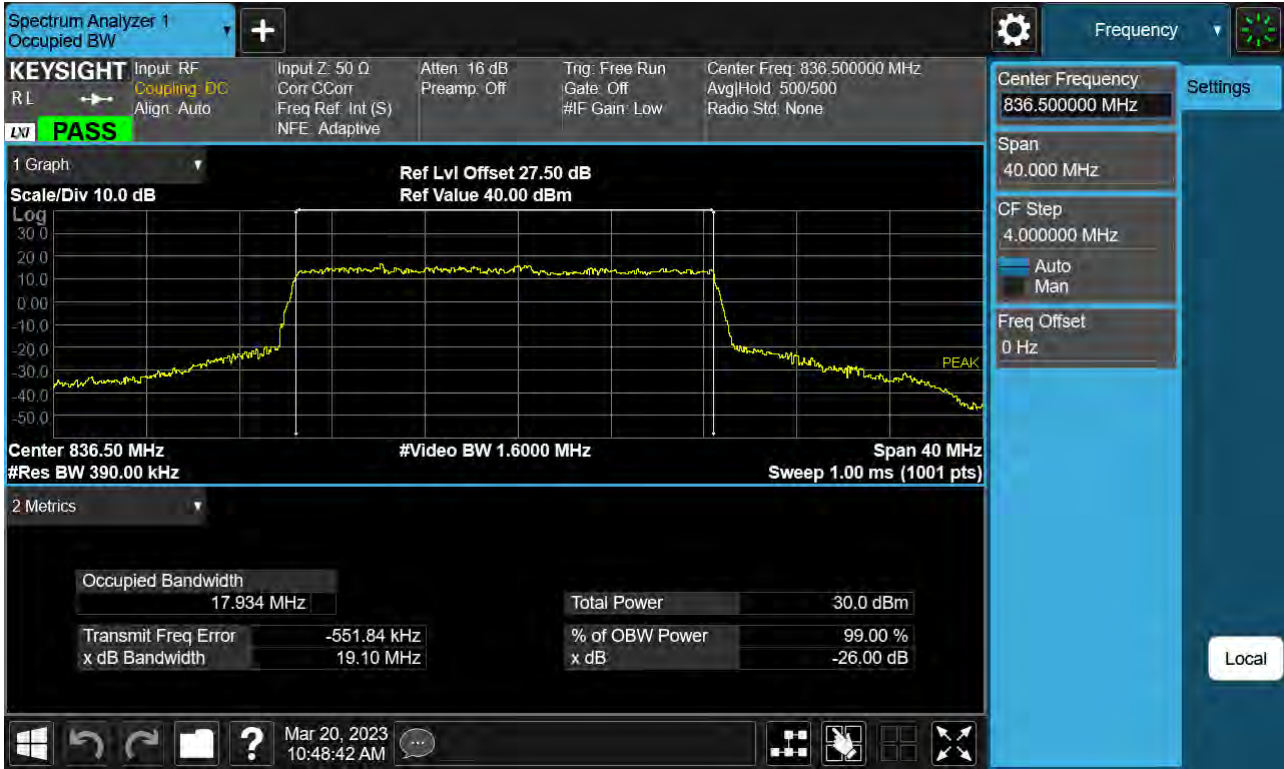 Spectrum Analyzer 1
Occupied BW
Frequency
KEYSIGHT
R L
LXI
PASS
Input: RF
Coupling: DC
Align: Auto
Input Z: 50 Ω
Corr CCorr
Freq Ref: Int (S)
NFE: Adaptive
Atten: 16 dB
Preamp: Off
Trig: Free Run
Gate: Off
#IF Gain: Low
Center Freq: 836.500000 MHz
Avg|Hold: 500/500
Radio Std: None
Center Frequency
836.500000 MHz
Settings
Span
40.000 MHz
CF Step
4.000000 MHz
Auto
Man
Freq Offset
0 Hz
Local
1 Graph
Scale/Div 10.0 dB
Ref Lvl Offset 27.50 dB
Ref Value 40.00 dBm
Log
30.0
20.0
10.0
0.00
-10.0
-20.0
-30.0
-40.0
-50.0
PEAK
Center 836.50 MHz
#Video BW 1.6000 MHz
Span 40 MHz
#Res BW 390.00 kHz
Sweep 1.00 ms (1001 pts)
2 Metrics
Occupied Bandwidth
17.934 MHz
Total Power 30.0 dBm
Transmit Freq Error -551.84 kHz
% of OBW Power 99.00 %
x dB Bandwidth 19.10 MHz
x dB -26.00 dB
?
Mar 20, 2023
10:48:42 AM